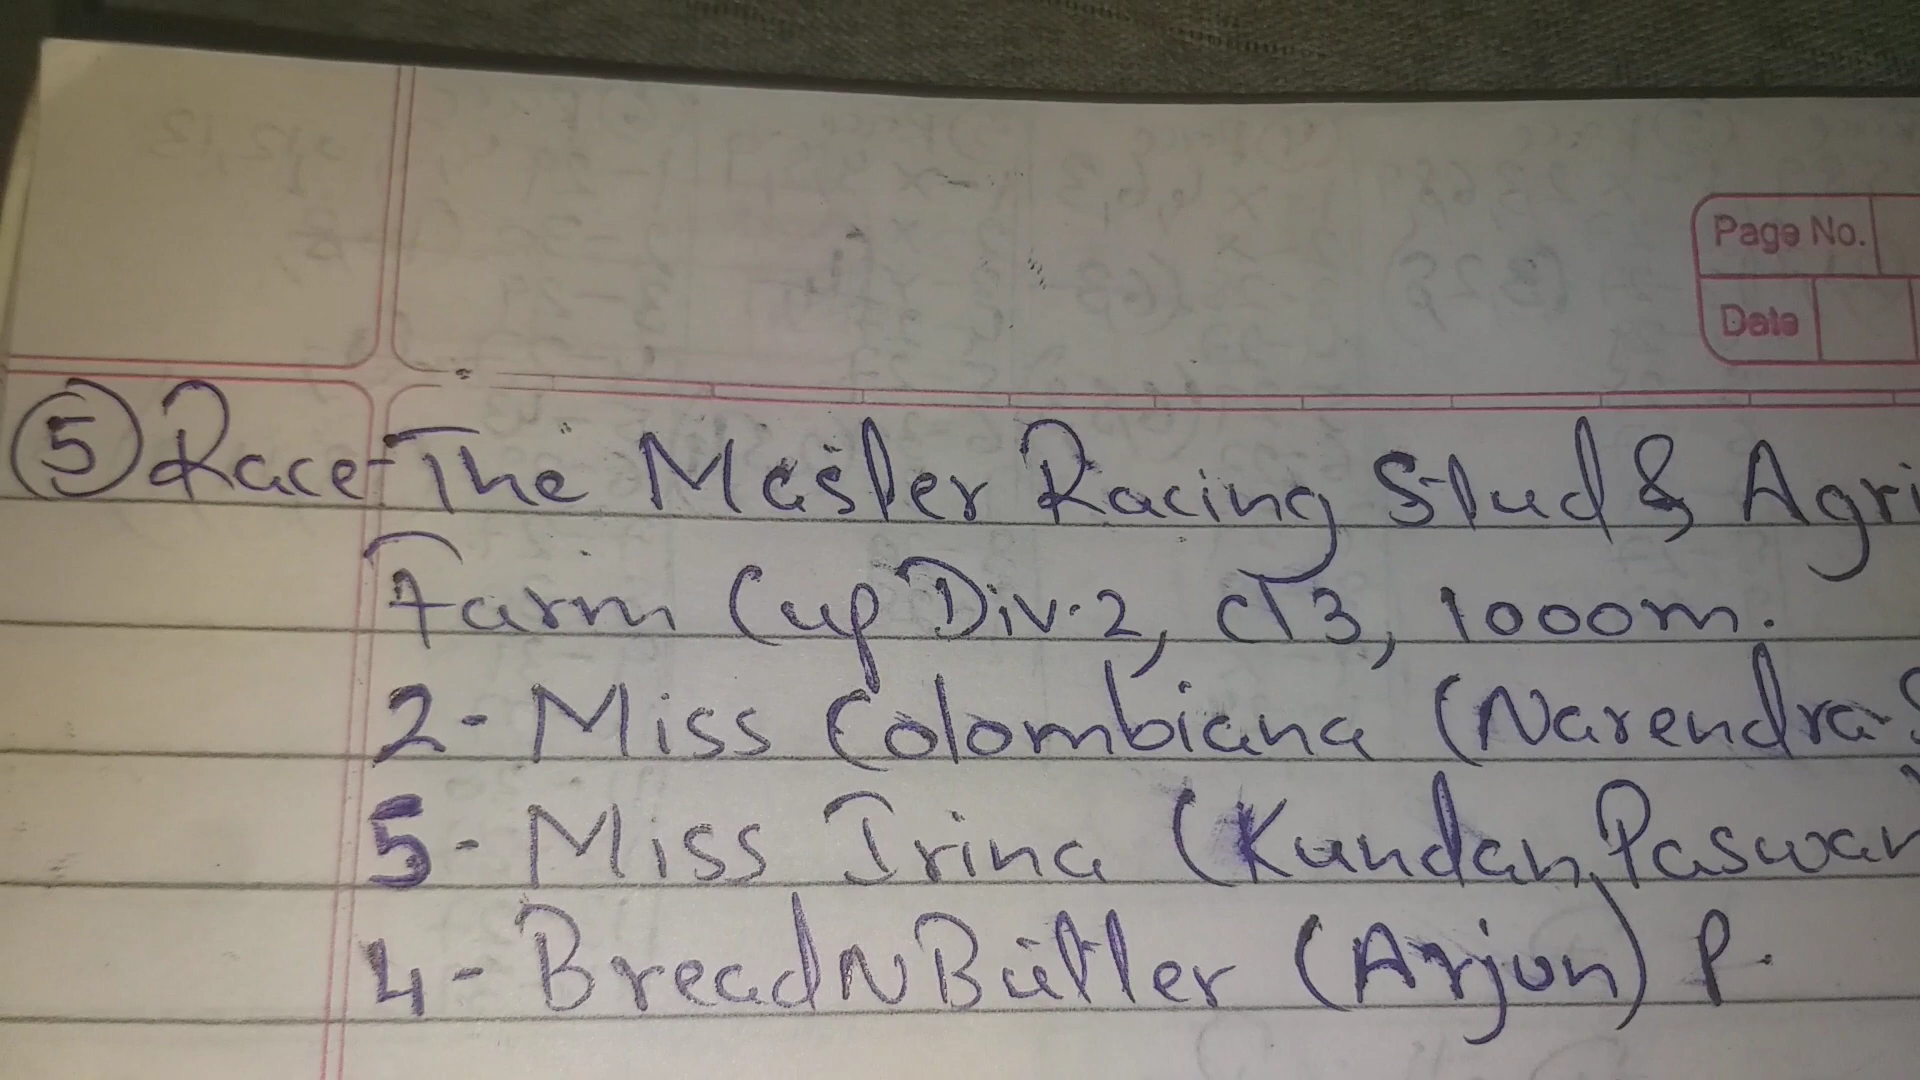 Page No.
Date
5 Race-The Master Racing Stud & Agri
Farm Cup Div.2, Cl 3, 1000m.
2- Miss Colombiana (Narendra
5- Miss Irina (Kundan Paswan
4- BreadNButter (Arjun) P.